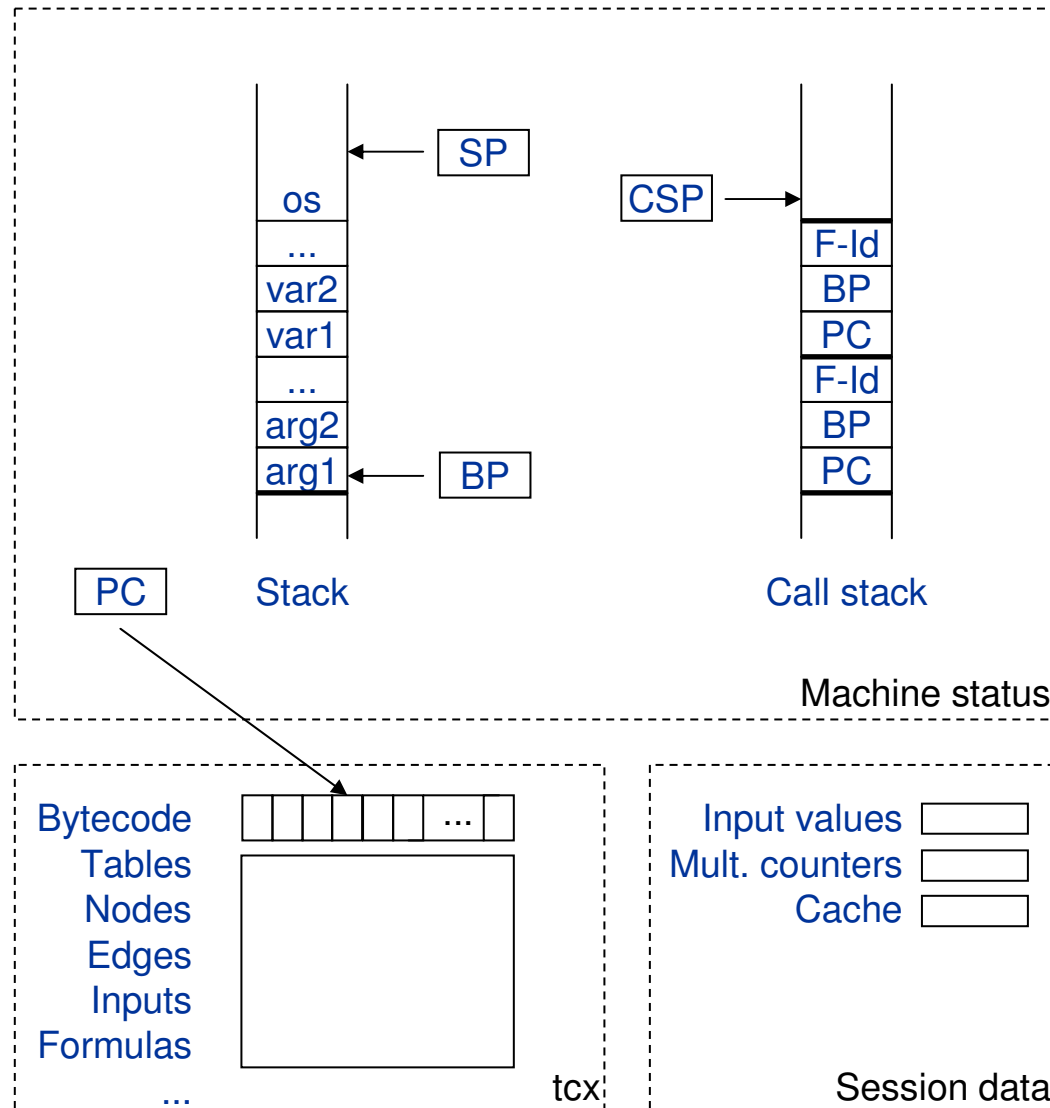 SP
os
...
var2
var1
...
arg2
arg1
BP
CSP
F-Id
BP
PC
F-Id
BP
PC
PC
Stack
Call stack
Machine status
Bytecode
...
Tables
Nodes
Edges
Inputs
Formulas
...
tcx
Input values
Mult. counters
Cache
Session data